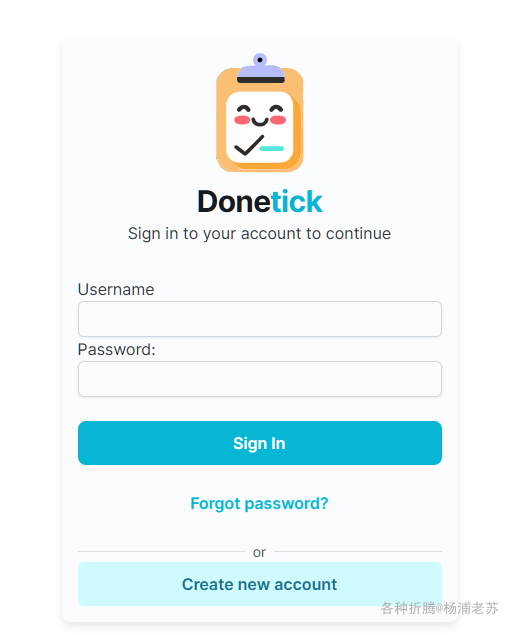 Donetick
Sign in to your account to continue
Username
Password:
Sign In
Forgot password?
or
Create new account
各种折腾@杨浦老苏